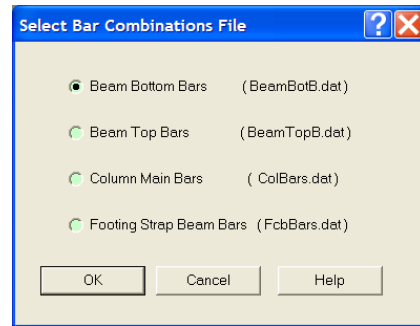 Select Bar Combinations File
Beam Bottom Bars (BeamBotB.dat)
Beam Top Bars (BeamTopB.dat)
Column Main Bars ( ColBars.dat)
Footing Strap Beam Bars (FcbBars.dat)
OK Cancel Help